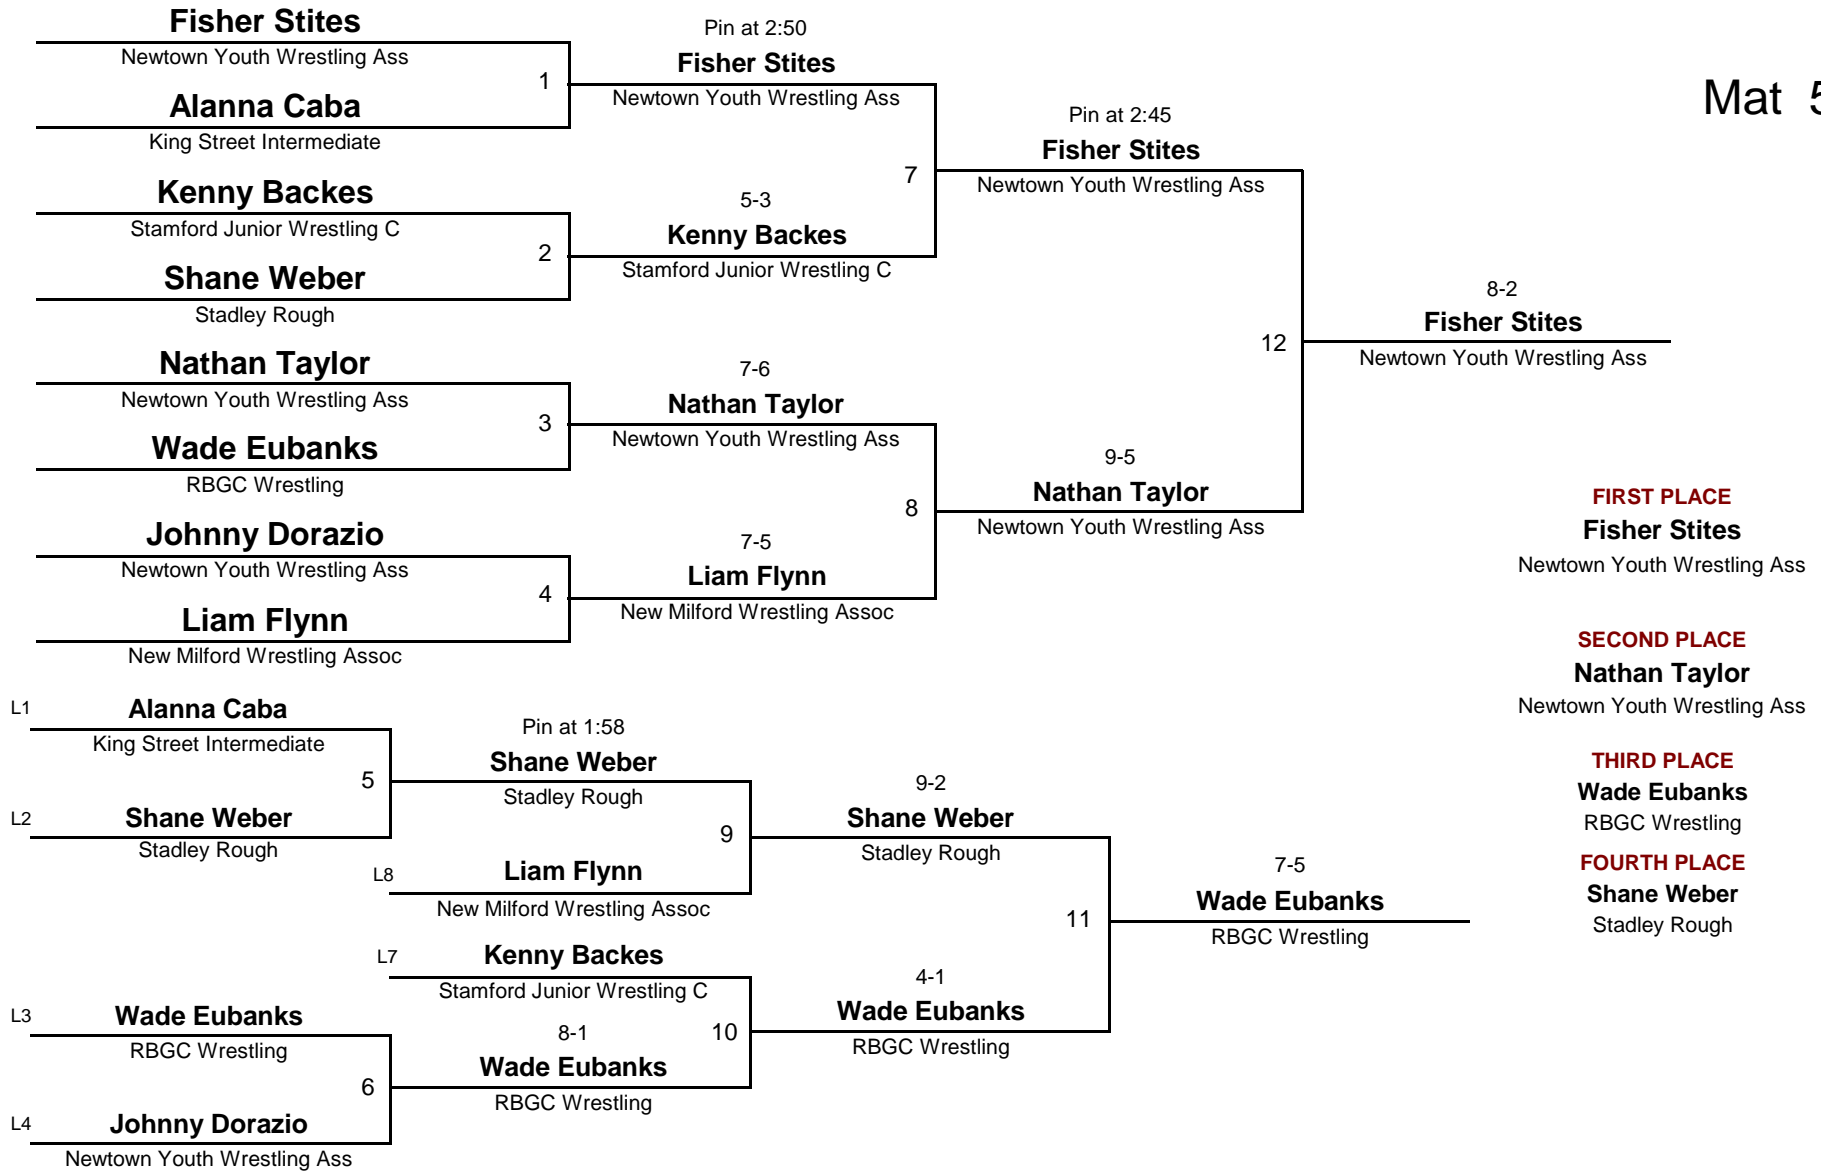 Fisher Stites
Newtown Youth Wrestling Ass
1
Alanna Caba
King Street Intermediate
Kenny Backes
Stamford Junior Wrestling C
2
Shane Weber
Stadley Rough
Nathan Taylor
Newtown Youth Wrestling Ass
3
Wade Eubanks
RBGC Wrestling
Johnny Dorazio
Newtown Youth Wrestling Ass
4
Liam Flynn
New Milford Wrestling Assoc
Pin at 2:50
Fisher Stites
Newtown Youth Wrestling Ass
7
5-3
Kenny Backes
Stamford Junior Wrestling C
7-6
Nathan Taylor
Newtown Youth Wrestling Ass
8
7-5
Liam Flynn
New Milford Wrestling Assoc
Pin at 2:45
Fisher Stites
Newtown Youth Wrestling Ass
12
9-5
Nathan Taylor
Newtown Youth Wrestling Ass
8-2
Fisher Stites
Newtown Youth Wrestling Ass
Mat 5
FIRST PLACE
Fisher Stites
Newtown Youth Wrestling Ass
SECOND PLACE
Nathan Taylor
Newtown Youth Wrestling Ass
THIRD PLACE
Wade Eubanks
RBGC Wrestling
FOURTH PLACE
Shane Weber
Stadley Rough
L1
Alanna Caba
King Street Intermediate
5
L2
Shane Weber
Stadley Rough
L3
Wade Eubanks
RBGC Wrestling
6
L4
Johnny Dorazio
Newtown Youth Wrestling Ass
Pin at 1:58
Shane Weber
Stadley Rough
9
L8
Liam Flynn
New Milford Wrestling Assoc
L7
Kenny Backes
Stamford Junior Wrestling C
10
8-1
Wade Eubanks
RBGC Wrestling
9-2
Shane Weber
Stadley Rough
11
4-1
Wade Eubanks
RBGC Wrestling
7-5
Wade Eubanks
RBGC Wrestling